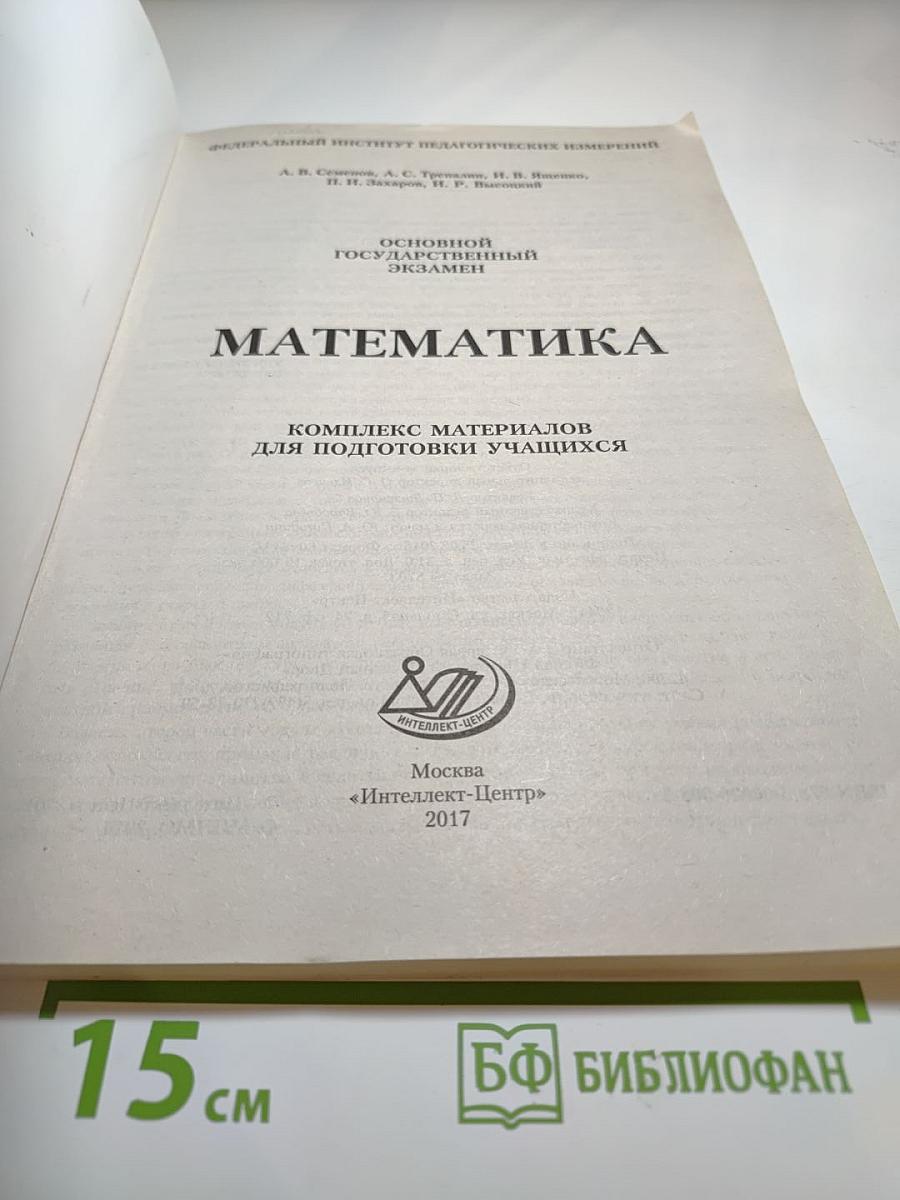 ФЕДЕРАЛЬНЫЙ ИНСТИТУТ ПЕДАГОГИЧЕСКИХ ИЗМЕРЕНИЙ
А. В. Семенов, А. С. Трепалин, И. В. Ященко,
П. И. Захаров, И. Р. Высоцкий
ОСНОВНОЙ
ГОСУДАРСТВЕННЫЙ
ЭКЗАМЕН
МАТЕМАТИКА
КОМПЛЕКС МАТЕРИАЛОВ
ДЛЯ ПОДГОТОВКИ УЧАЩИХСЯ
ИНТЕЛЛЕКТ-ЦЕНТР
Москва
«Интеллект-Центр»
2017
15 см
БФ БИБЛИОФАН